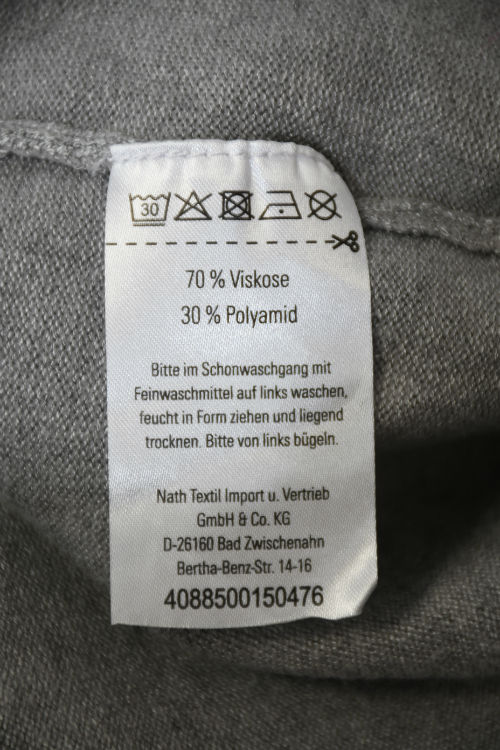 30
70 % Viskose
30 % Polyamid
Bitte im Schonwaschgang mit
Feinwaschmittel auf links waschen,
feucht in Form ziehen und liegend
trocknen. Bitte von links bügeln.
Nath Textil Import u. Vertrieb
GmbH & Co. KG
D-26160 Bad Zwischenahn
Bertha-Benz-Str. 14-16
4088500150476